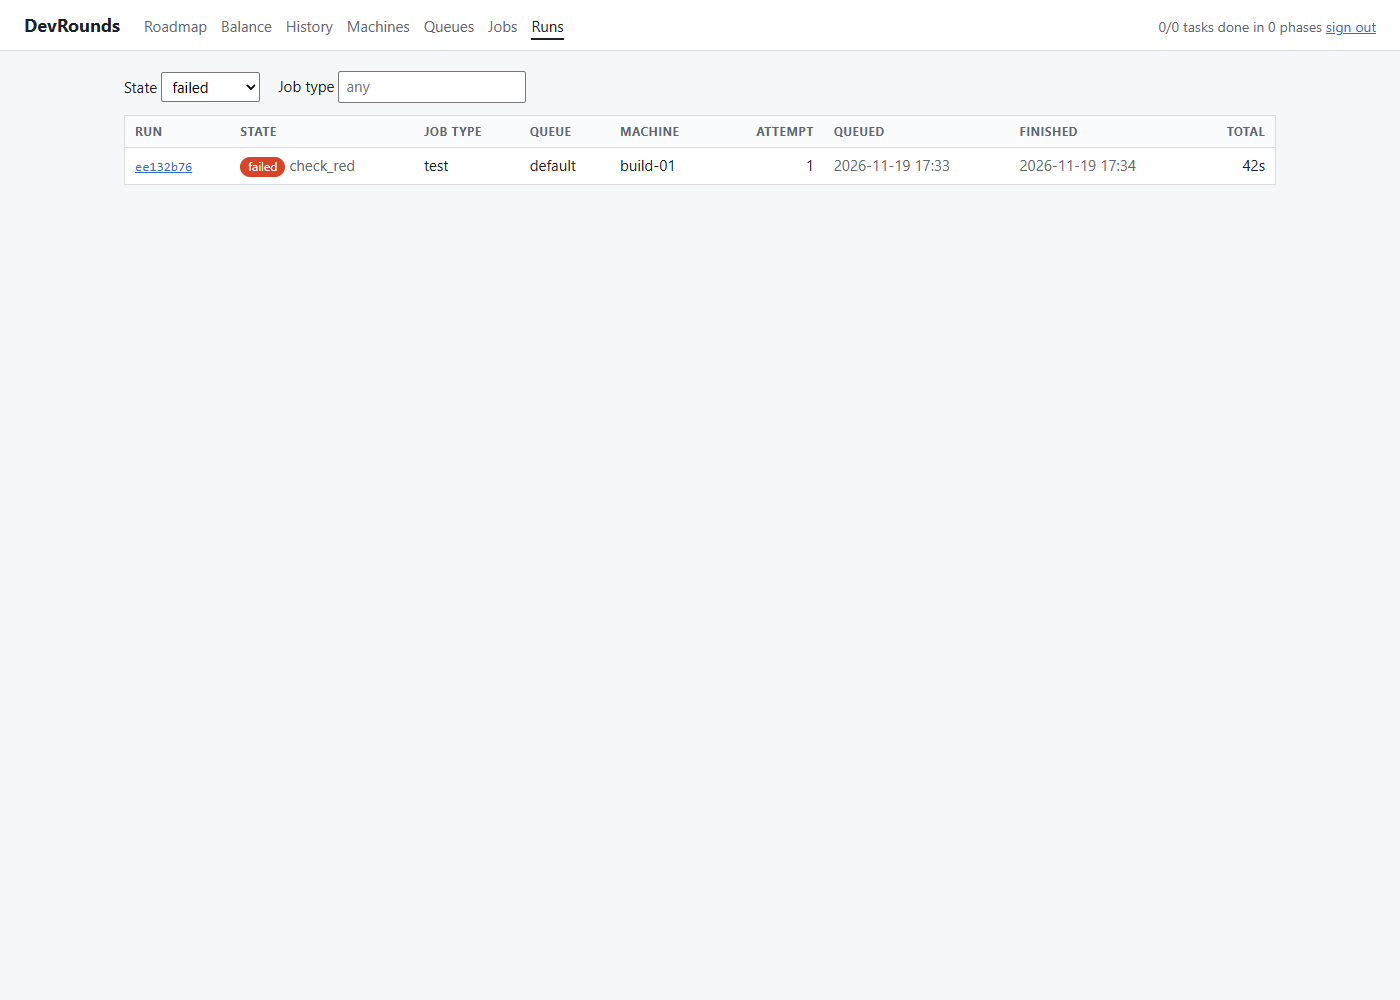 DevRounds Roadmap Balance History Machines Queues Jobs Runs 0/0 tasks done in 0 phases sign out
State failed Job type any
RUN STATE JOB TYPE QUEUE MACHINE ATTEMPT QUEUED FINISHED TOTAL
ee132b76 failed check_red test default build-01 1 2026-11-19 17:33 2026-11-19 17:34 42s